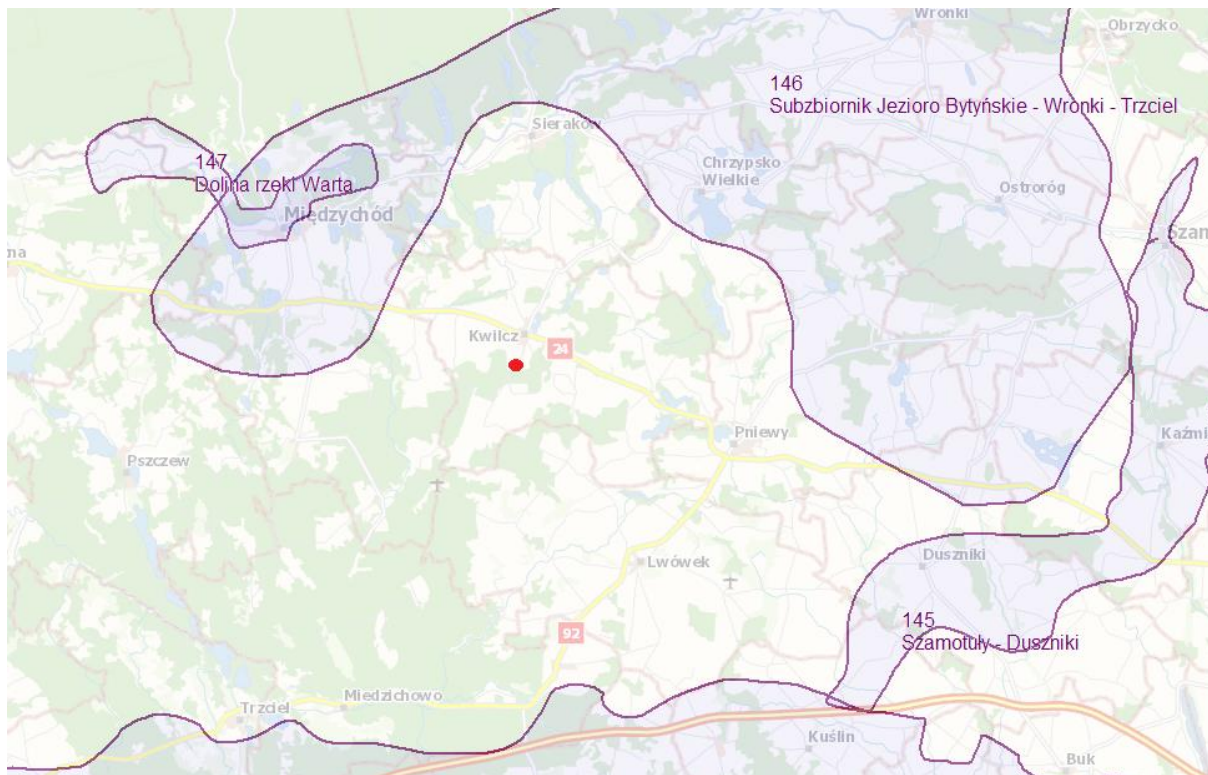 Wronki
Obrzycko
146
Subzbiornik Jezioro Bytyńskie - Wronki - Trzciel
Sieraków
147
Dolina rzeki Warta
Chrzypsko
Wielkie
Ostroróg
Międzychód
Szam
na
Kwilcz
24
Pniewy
Kaźmi
Pszczew
Duszniki
Lwówek
145
Szamotuły - Duszniki
92
Miedzichowo
Trzciel
Kuślin
Buk